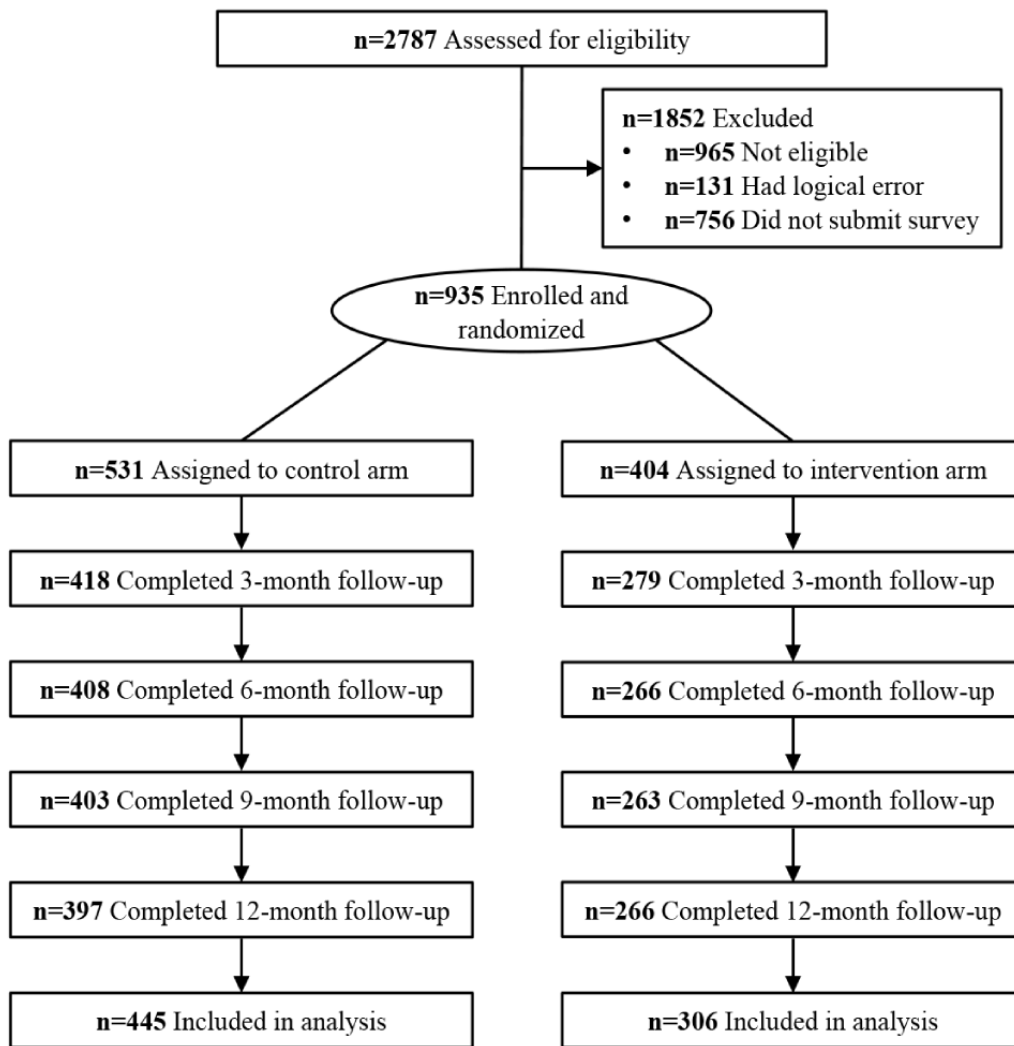 n=2787 Assessed for eligibility
n=1852 Excluded
• n=965 Not eligible
• n=131 Had logical error
• n=756 Did not submit survey
n=935 Enrolled and
randomized
n=531 Assigned to control arm
n=404 Assigned to intervention arm
n=418 Completed 3-month follow-up
n=279 Completed 3-month follow-up
n=408 Completed 6-month follow-up
n=266 Completed 6-month follow-up
n=403 Completed 9-month follow-up
n=263 Completed 9-month follow-up
n=397 Completed 12-month follow-up
n=266 Completed 12-month follow-up
n=445 Included in analysis
n=306 Included in analysis